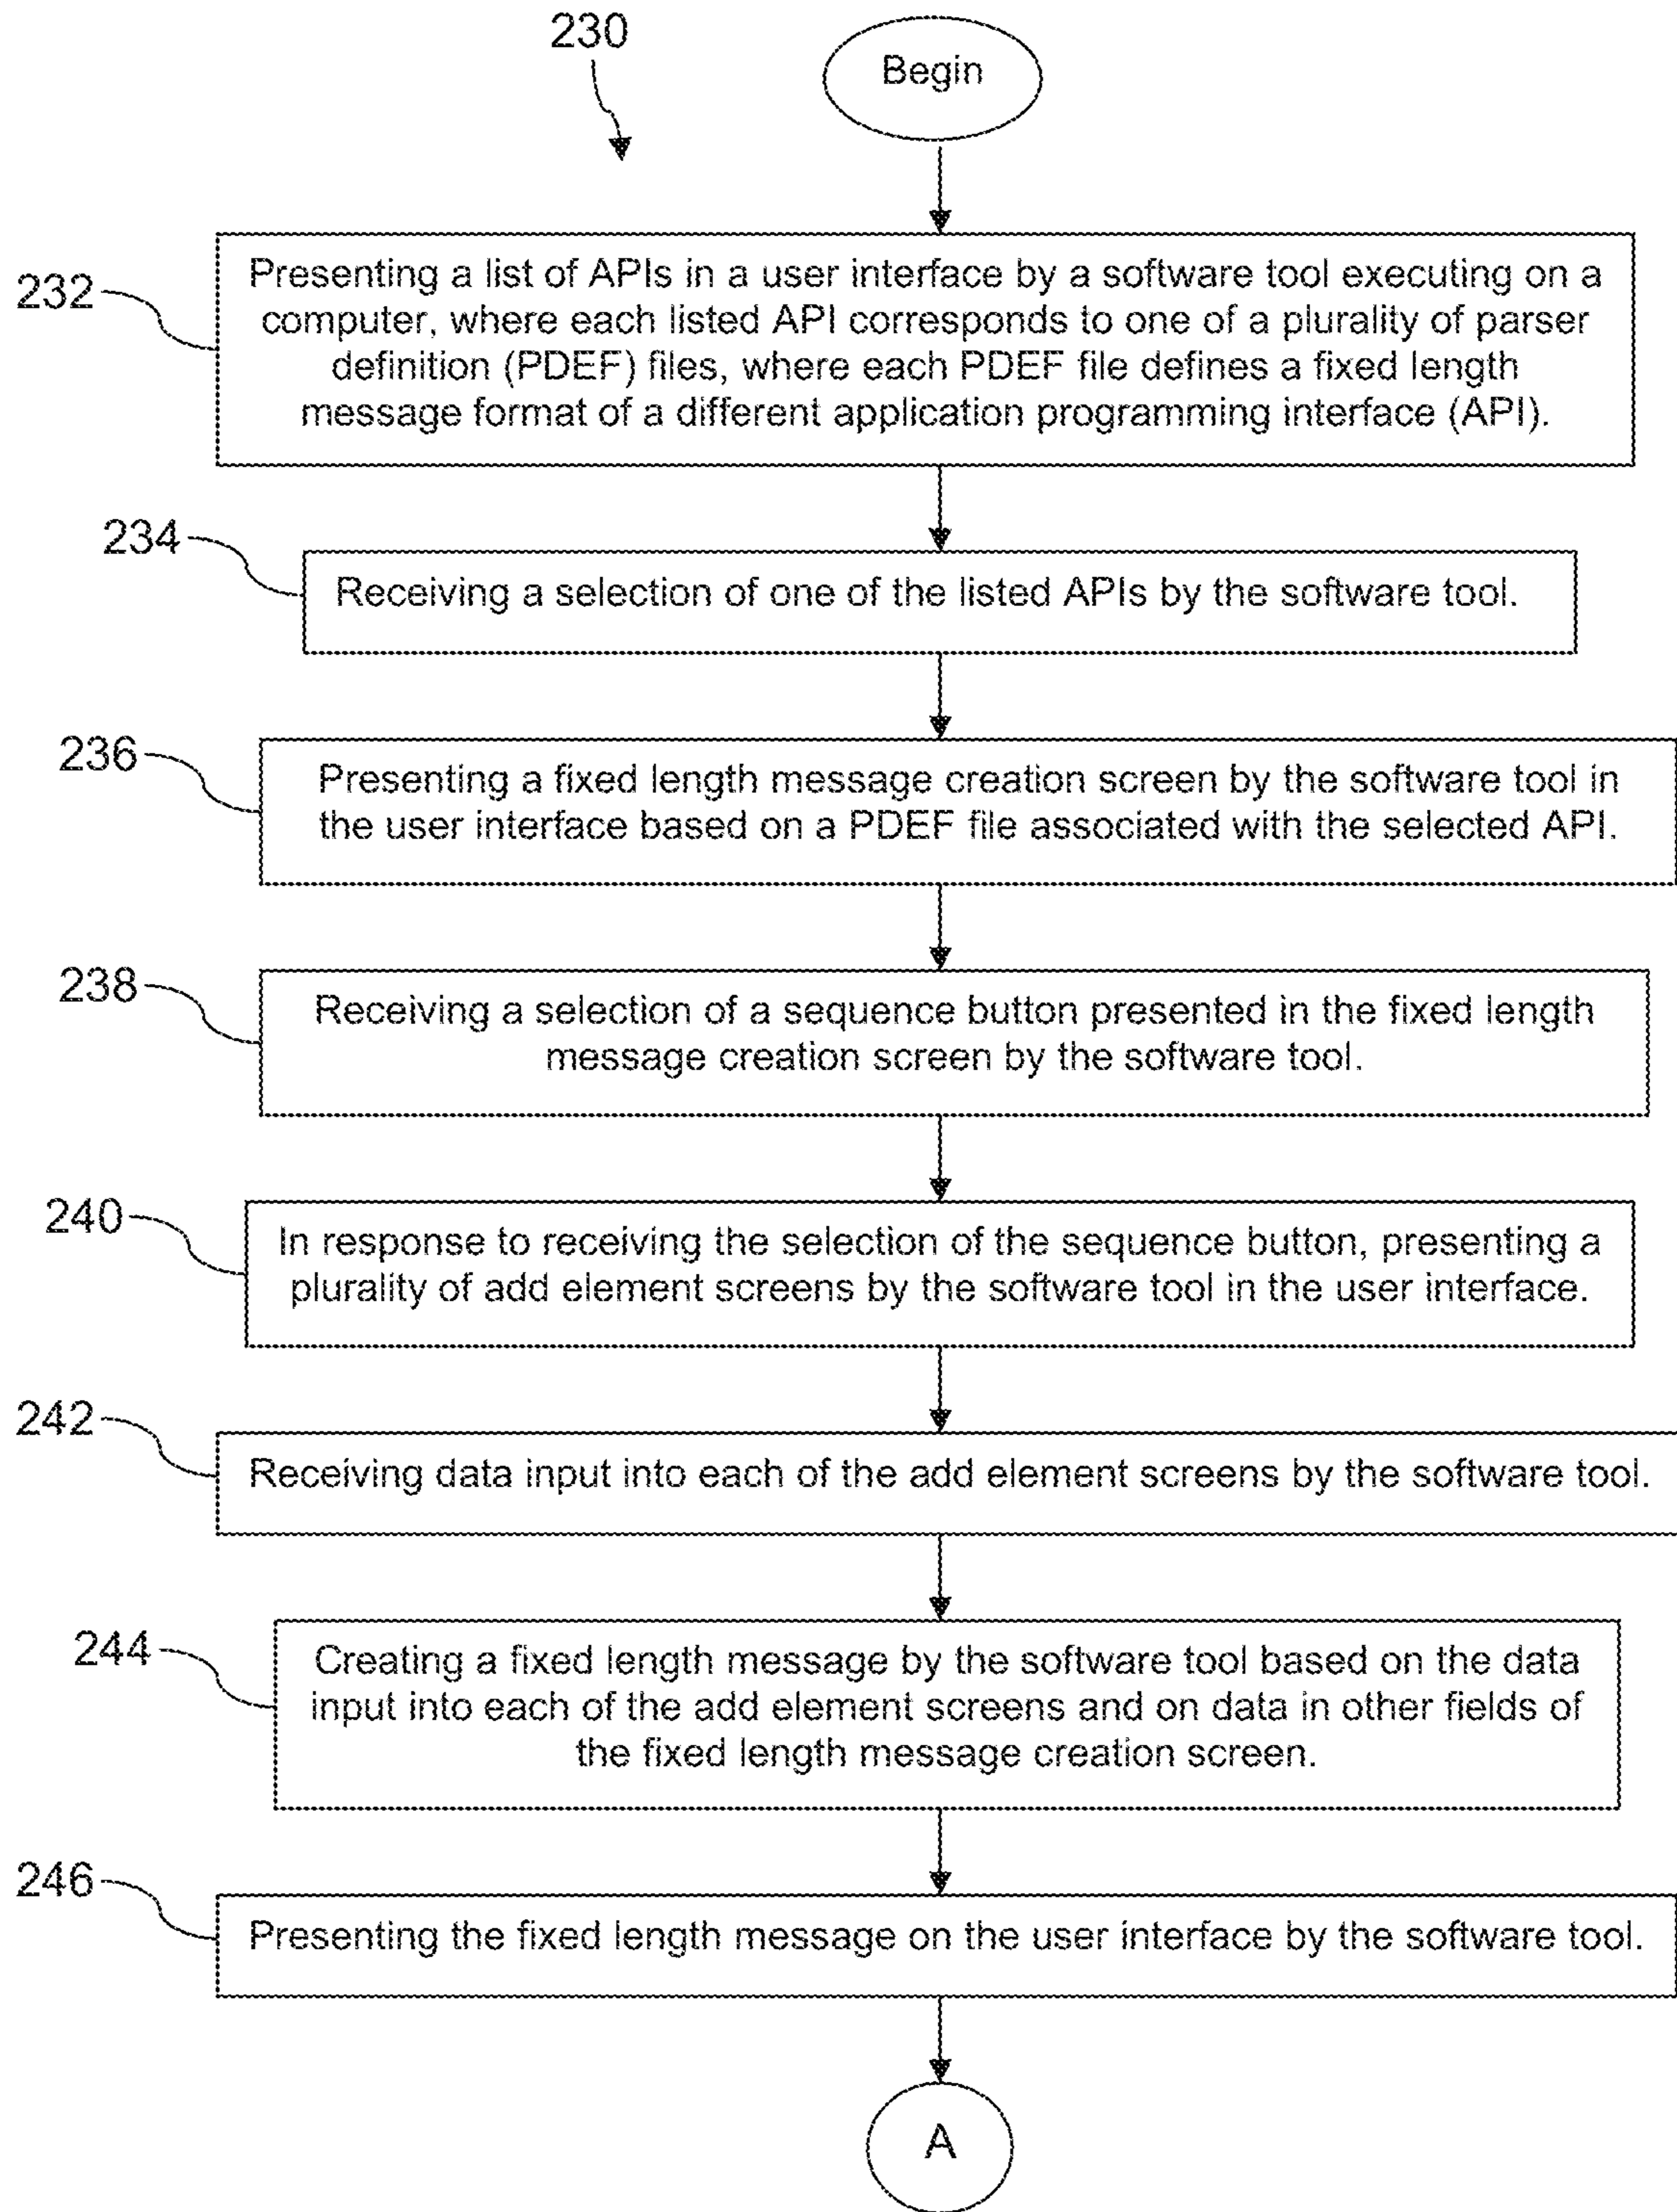 230
Begin
232
Presenting a list of APIs in a user interface by a software tool executing on a
computer, where each listed API corresponds to one of a plurality of parser
definition (PDEF) files, where each PDEF file defines a fixed length
message format of a different application programming interface (API).
234
Receiving a selection of one of the listed APIs by the software tool.
236
Presenting a fixed length message creation screen by the software tool in
the user interface based on a PDEF file associated with the selected API.
238
Receiving a selection of a sequence button presented in the fixed length
message creation screen by the software tool.
240
In response to receiving the selection of the sequence button, presenting a
plurality of add element screens by the software tool in the user interface.
242
Receiving data input into each of the add element screens by the software tool.
244
Creating a fixed length message by the software tool based on the data
input into each of the add element screens and on data in other fields of
the fixed length message creation screen.
246
Presenting the fixed length message on the user interface by the software tool.
A